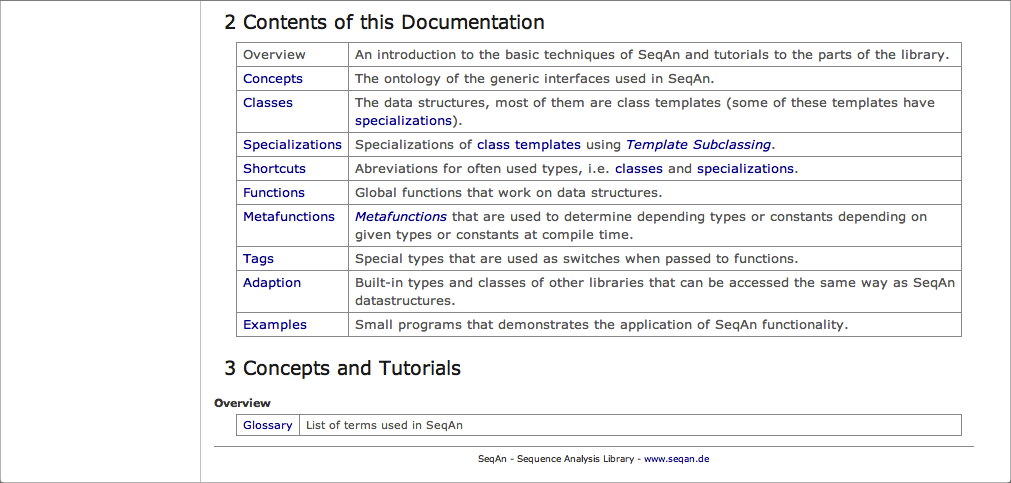 2 Contents of this Documentation
Overview An introduction to the basic techniques of SeqAn and tutorials to the parts of the library.
Concepts The ontology of the generic interfaces used in SeqAn.
Classes The data structures, most of them are class templates (some of these templates have
specializations).
Specializations Specializations of class templates using Template Subclassing.
Shortcuts Abreviations for often used types, i.e. classes and specializations.
Functions Global functions that work on data structures.
Metafunctions Metafunctions that are used to determine depending types or constants depending on
given types or constants at compile time.
Tags Special types that are used as switches when passed to functions.
Adaption Built-in types and classes of other libraries that can be accessed the same way as SeqAn
datastructures.
Examples Small programs that demonstrates the application of SeqAn functionality.
3 Concepts and Tutorials
Overview
Glossary List of terms used in SeqAn
SeqAn - Sequence Analysis Library - www.seqan.de